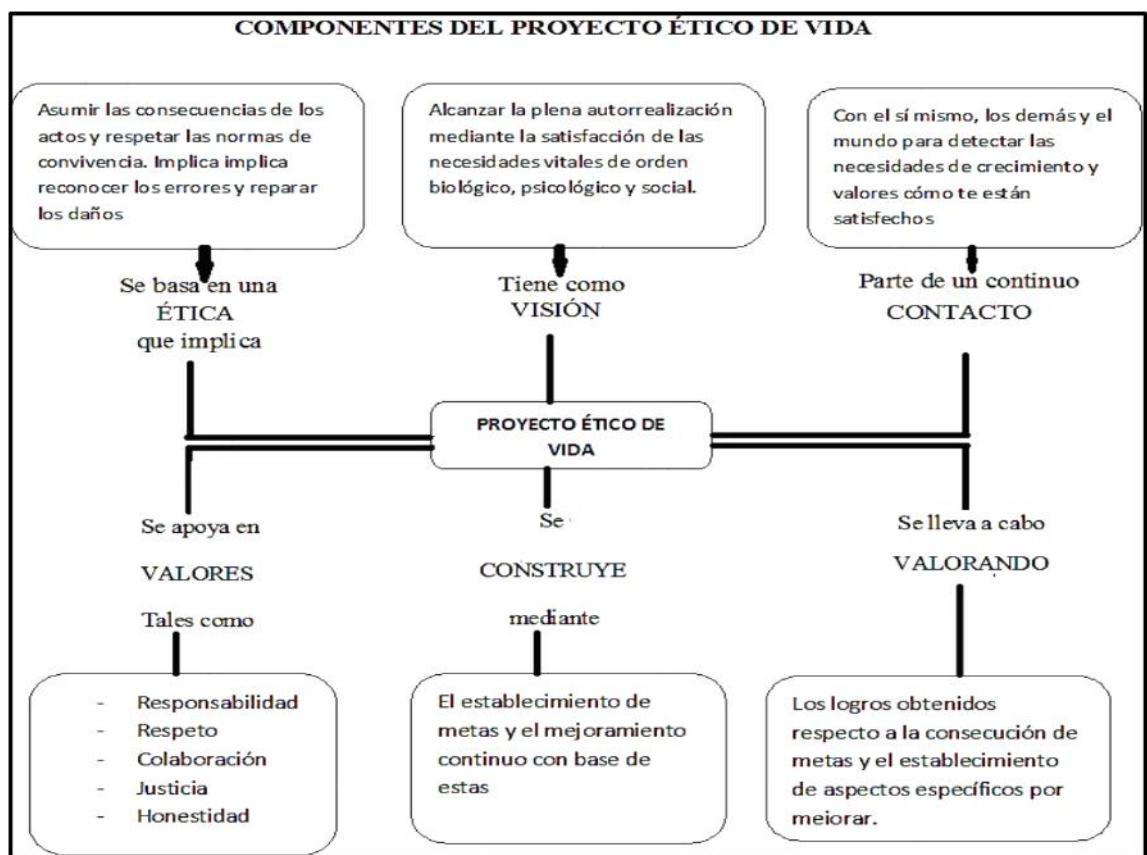 COMPONENTES DEL PROYECTO ÉTICO DE VIDA
Asumir las consecuencias de los
actos y respetar las normas de
convivencia. Implica implica
reconocer los errores y reparar
los daños
Alcanzar la plena autorrealización
mediante la satisfacción de las
necesidades vitales de orden
biológico, psicológico y social.
Con el sí mismo, los demás y el
mundo para detectar las
necesidades de crecimiento y
valores cómo te están
satisfechos
Se basa en una
ÉTICA
que implica
Tiene como
VISIÓN
Parte de un continuo
CONTACTO
PROYECTO ÉTICO DE
VIDA
Se apoya en
VALORES
Tales como
Se
CONSTRUYE
mediante
Se lleva a cabo
VALORANDO
- Responsabilidad
- Respeto
- Colaboración
- Justicia
- Honestidad
El establecimiento de
metas y el mejoramiento
continuo con base de
estas
Los logros obtenidos
respecto a la consecución de
metas y el establecimiento
de aspectos específicos por
mejorar.